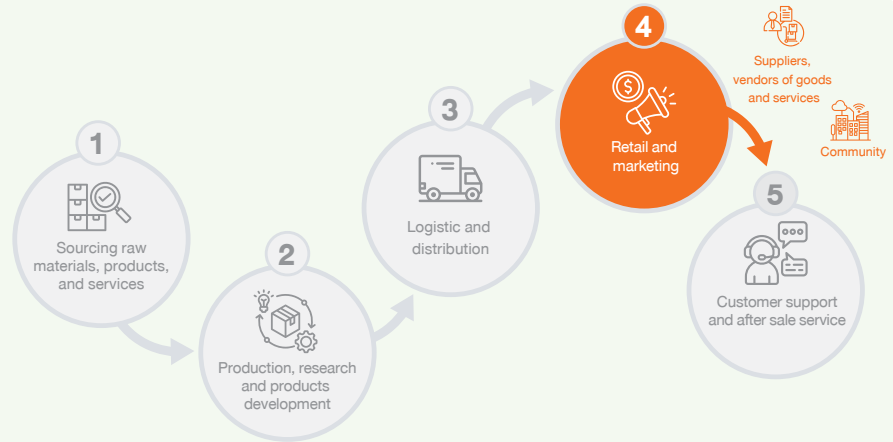 1
Sourcing raw
materials, products,
and services
2
Production, research
and products
development
3
Logistic and
distribution
4
$
Retail and
marketing
Suppliers,
vendors of goods
and services
Community
5
Customer support
and after sale service